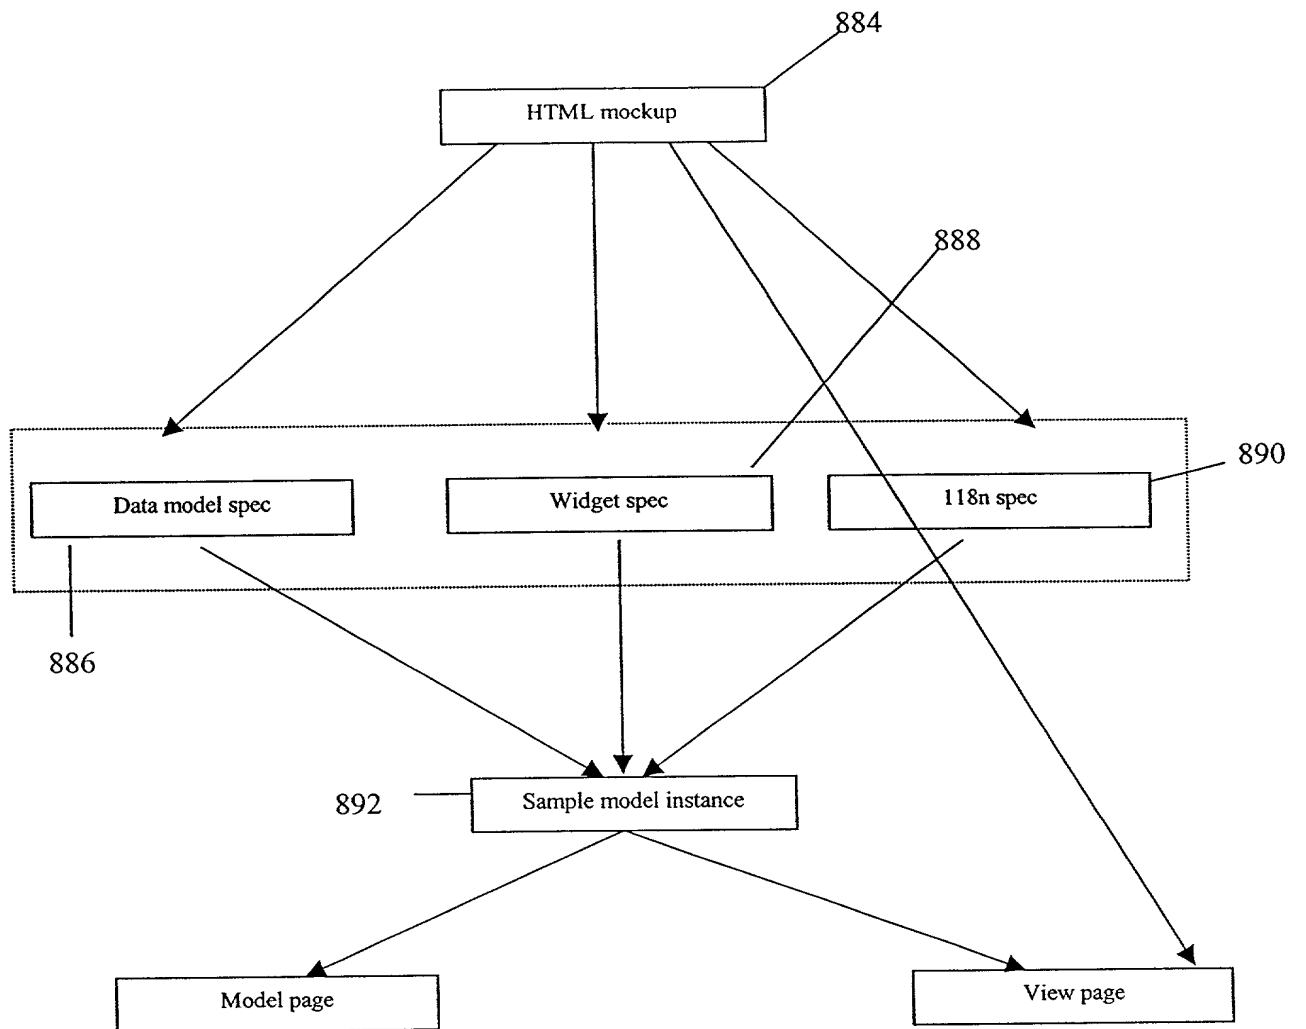 884
HTML mockup
888
890
Data model spec
Widget spec
118n spec
886
892
Sample model instance
Model page
View page